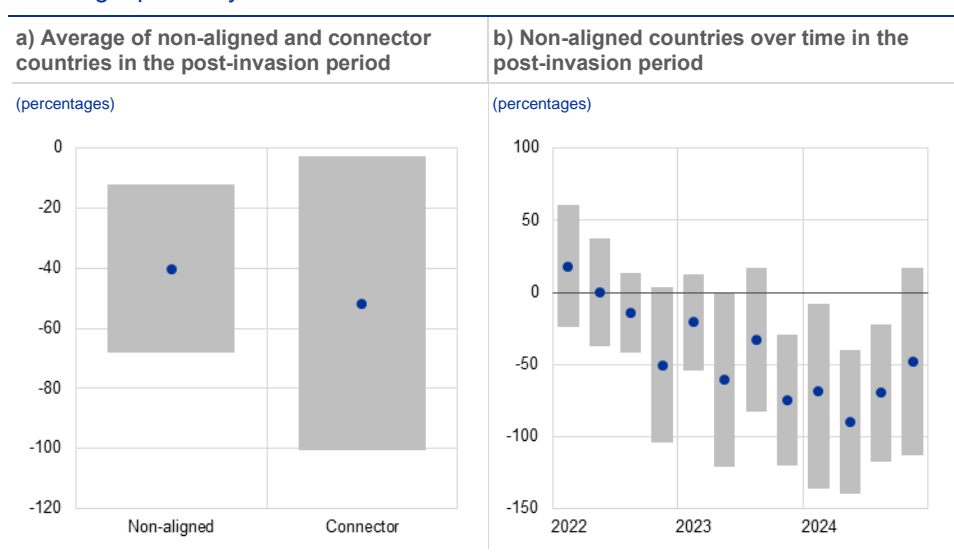 a) Average of non-aligned and connector
countries in the post-invasion period
(percentages)
0
-20
-40
-60
-80
-100
-120
Non-aligned
Connector
b) Non-aligned countries over time in the
post-invasion period
(percentages)
100
50
0
-50
-100
-150
2022
2023
2024